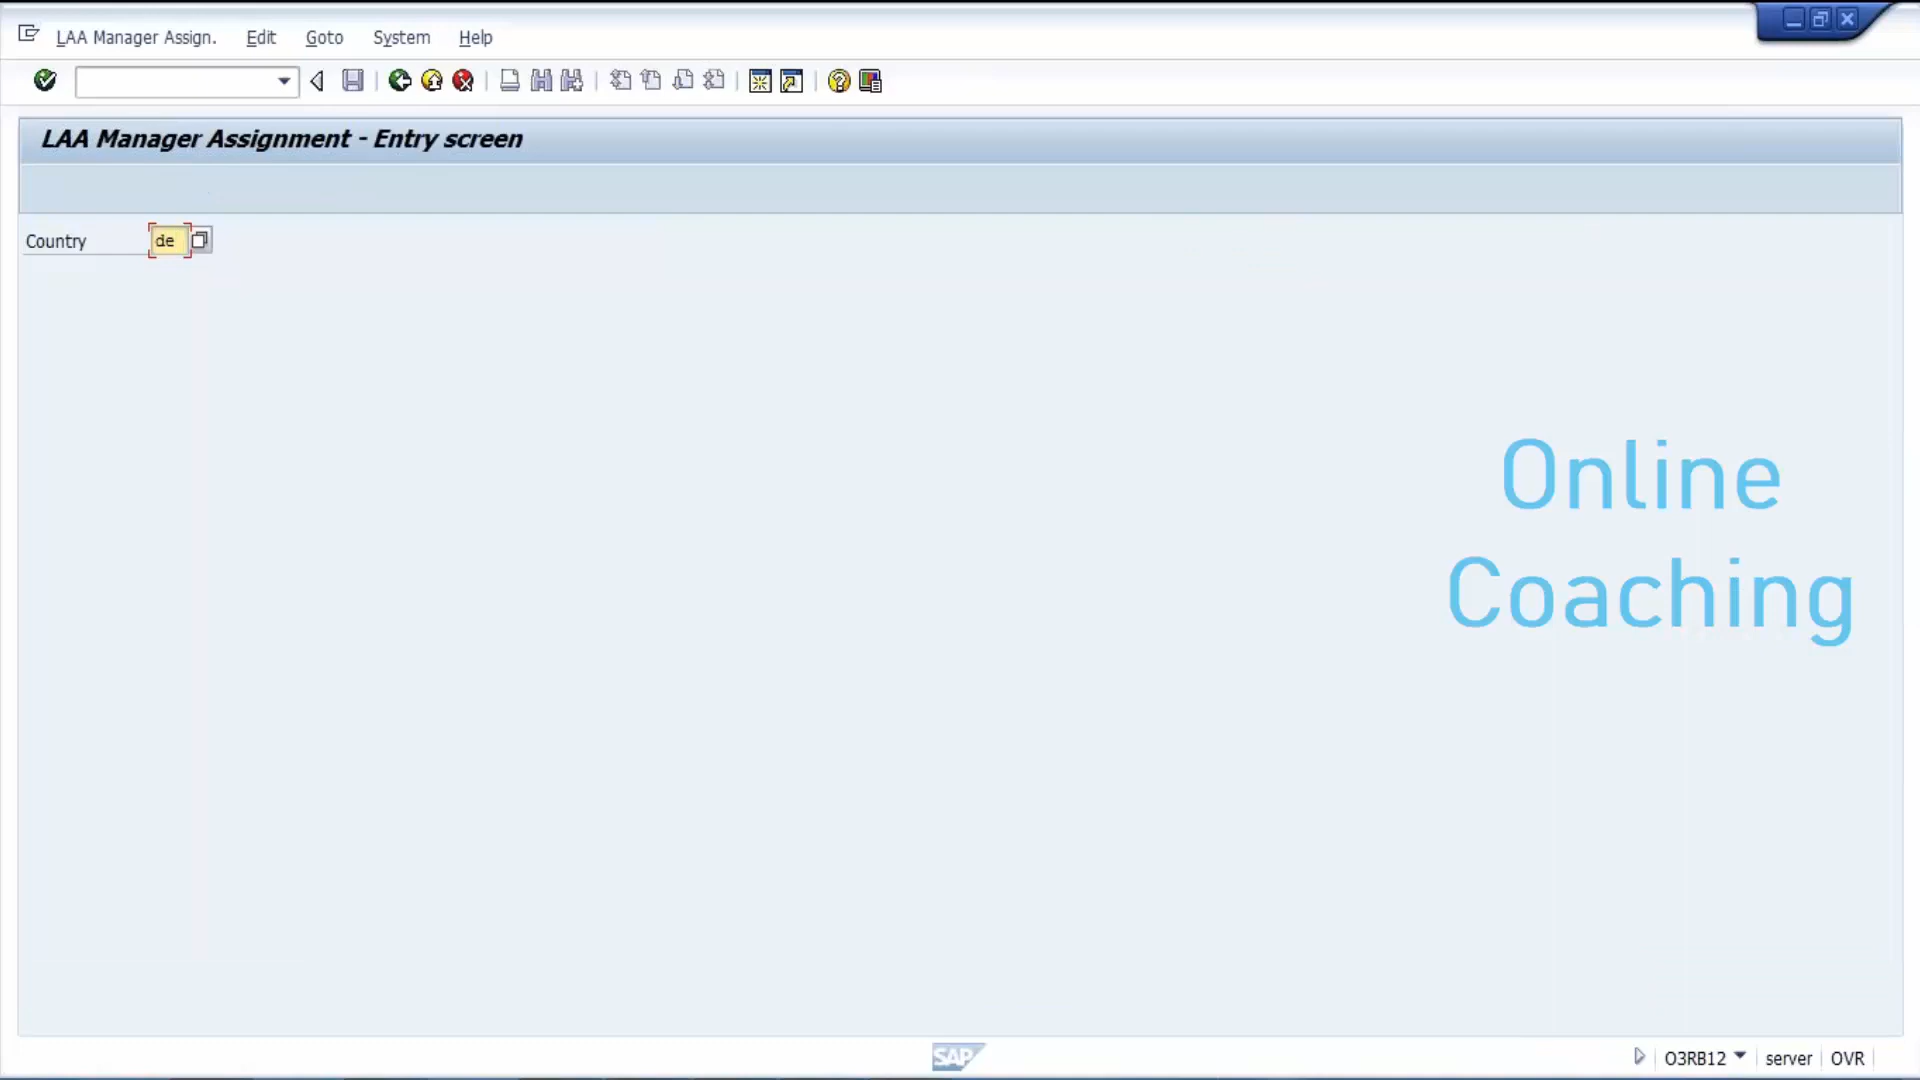 LAA Manager Assign. Edit Goto System Help
LAA Manager Assignment - Entry screen
Country de
Online
Coaching
SAP
O3RB12 server OVR